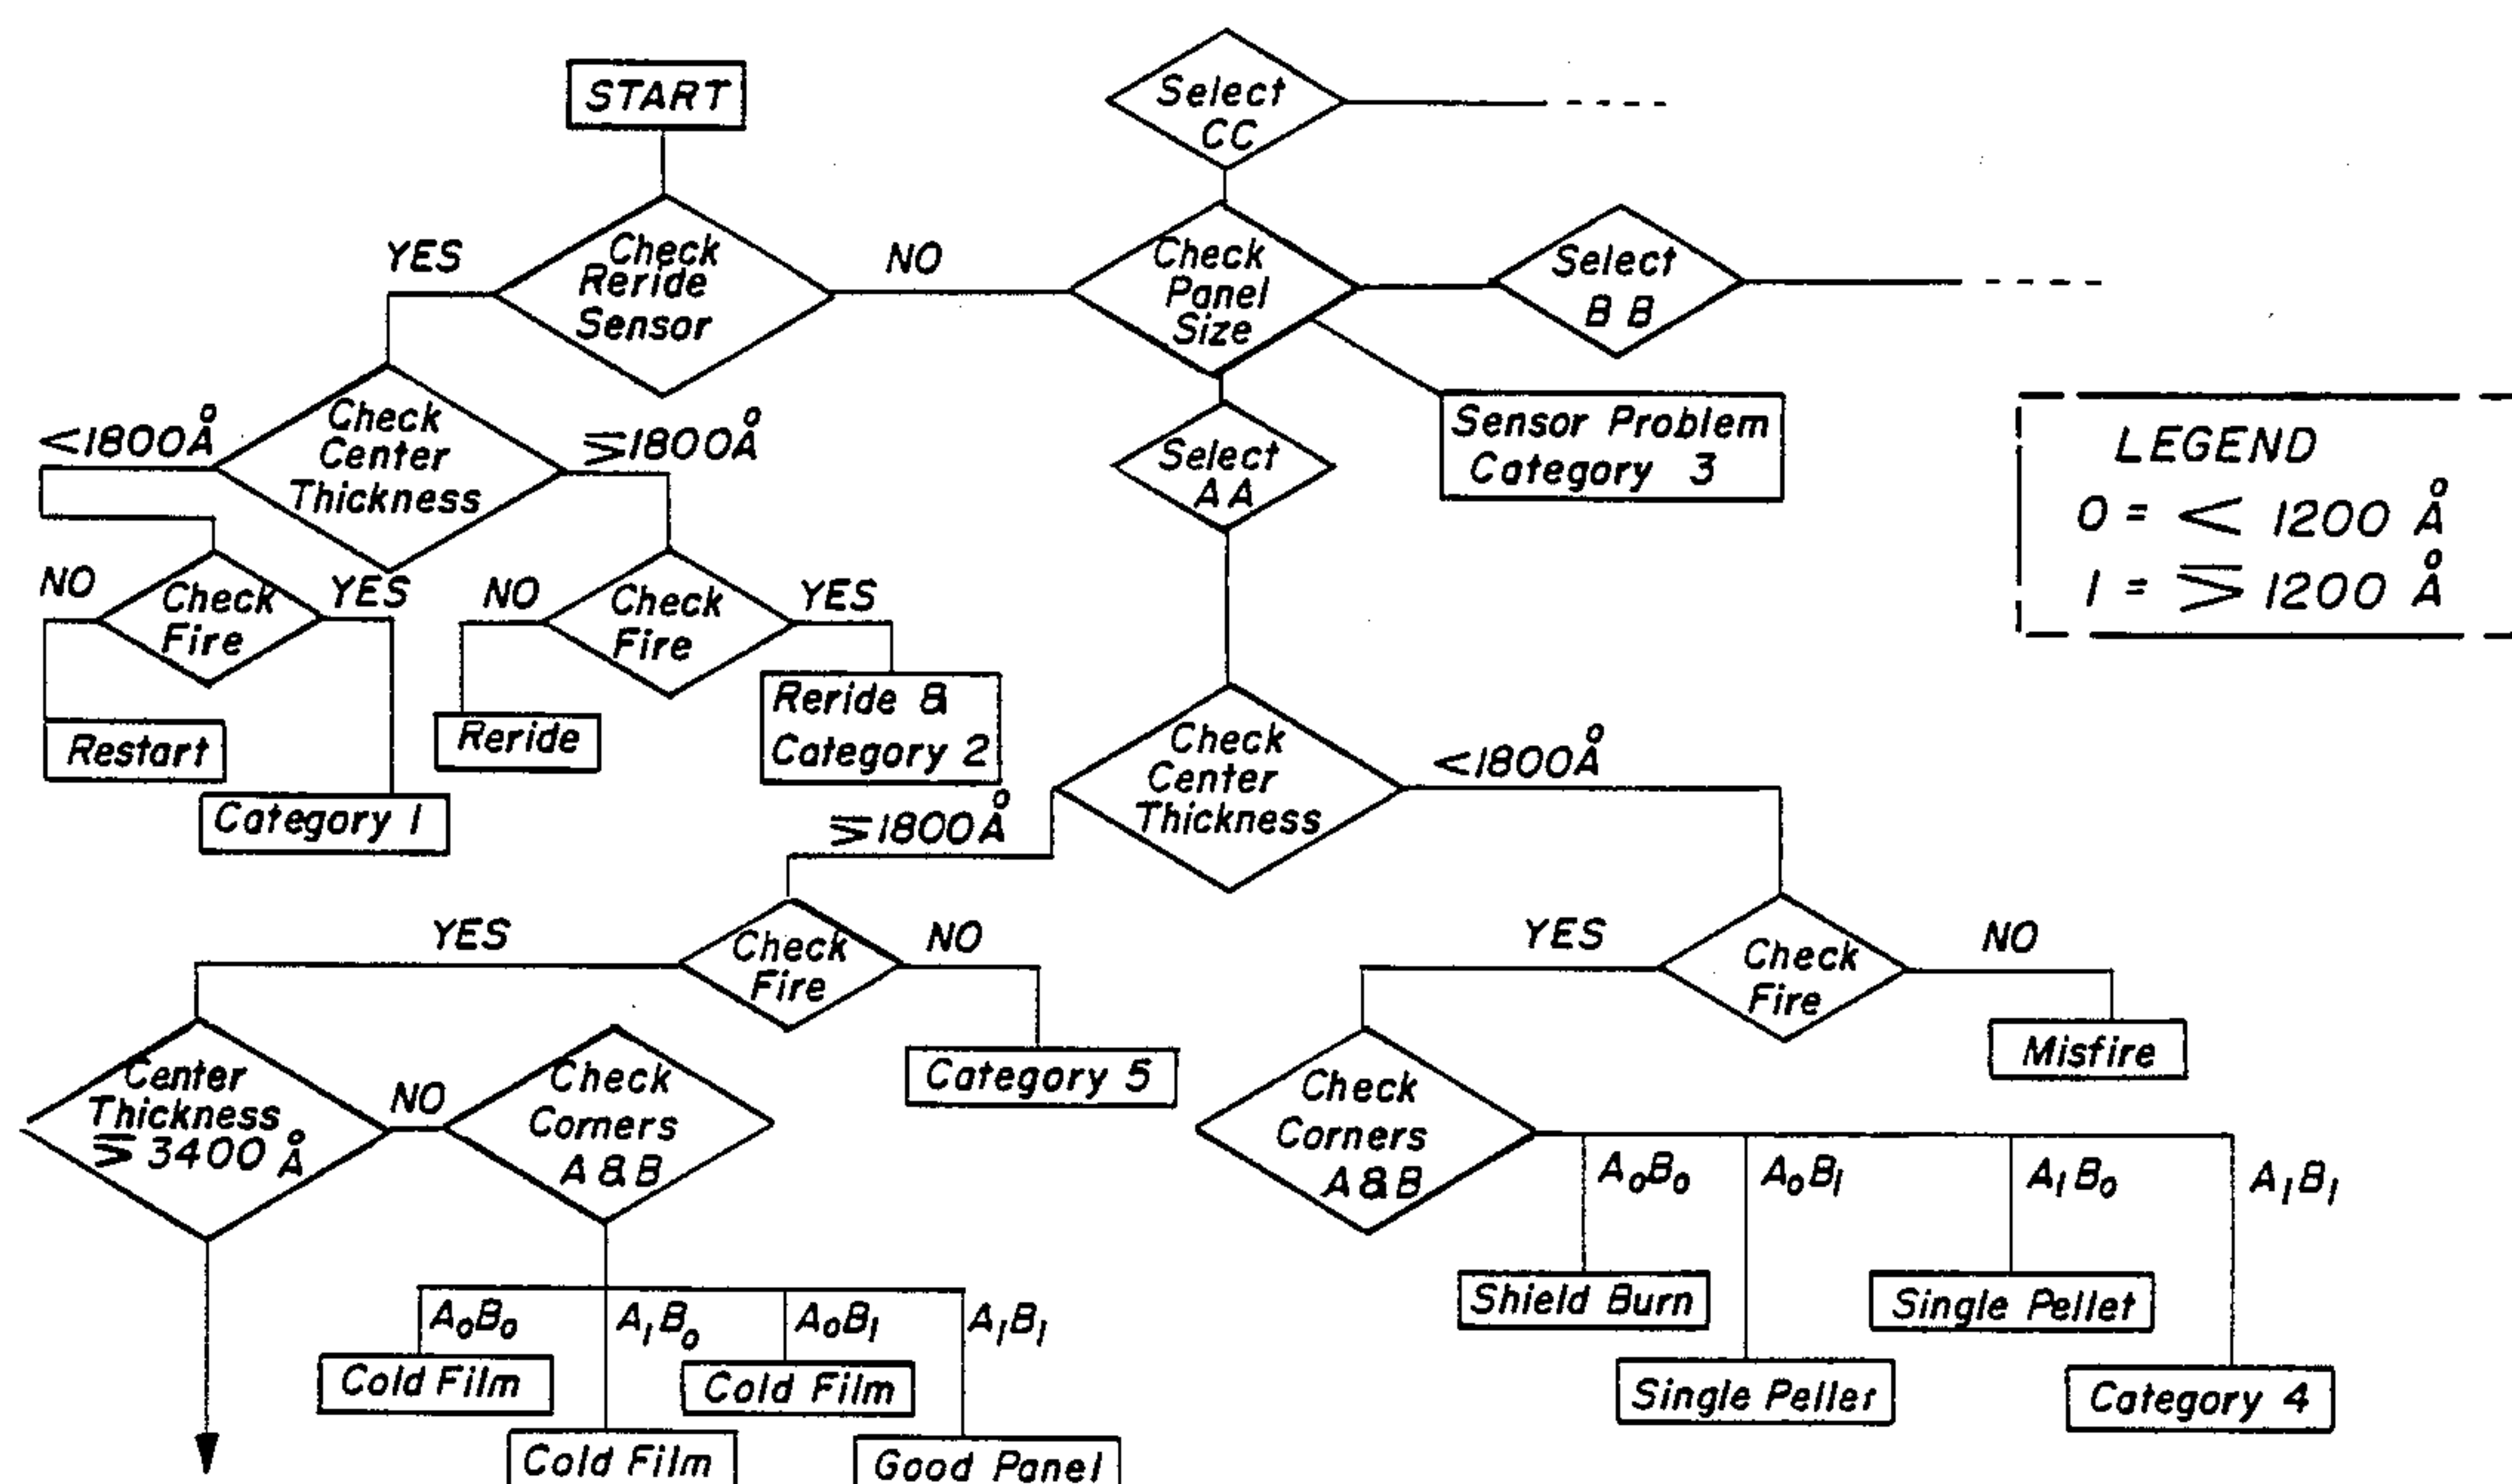 START
Select
CC
YES
Check
Reride
Sensor
NO
Check
Panel
Size
Select
BB
<1800Å
Check
Center
Thickness
≧1800Å
Select
AA
Sensor Problem
Category 3
LEGEND
0 = < 1200 Å
1 = ≧ 1200 Å
NO
Check
Fire
YES
NO
Check
Fire
YES
Restart
Category 1
Reride
Reride &
Category 2
Check
Center
Thickness
<1800Å
≧1800Å
YES
Check
Fire
NO
YES
Check
Fire
NO
Category 5
Misfire
Center
Thickness
≧3400Å
NO
Check
Corners
A&B
Check
Corners
A&B
A₀B₀
A₀B₁
A₁B₀
A₁B₁
Shield Burn
Single Pellet
Single Pellet
Category 4
A₀B₀
A₁B₀
A₀B₁
A₁B₁
Cold Film
Cold Film
Cold Film
Good Panel